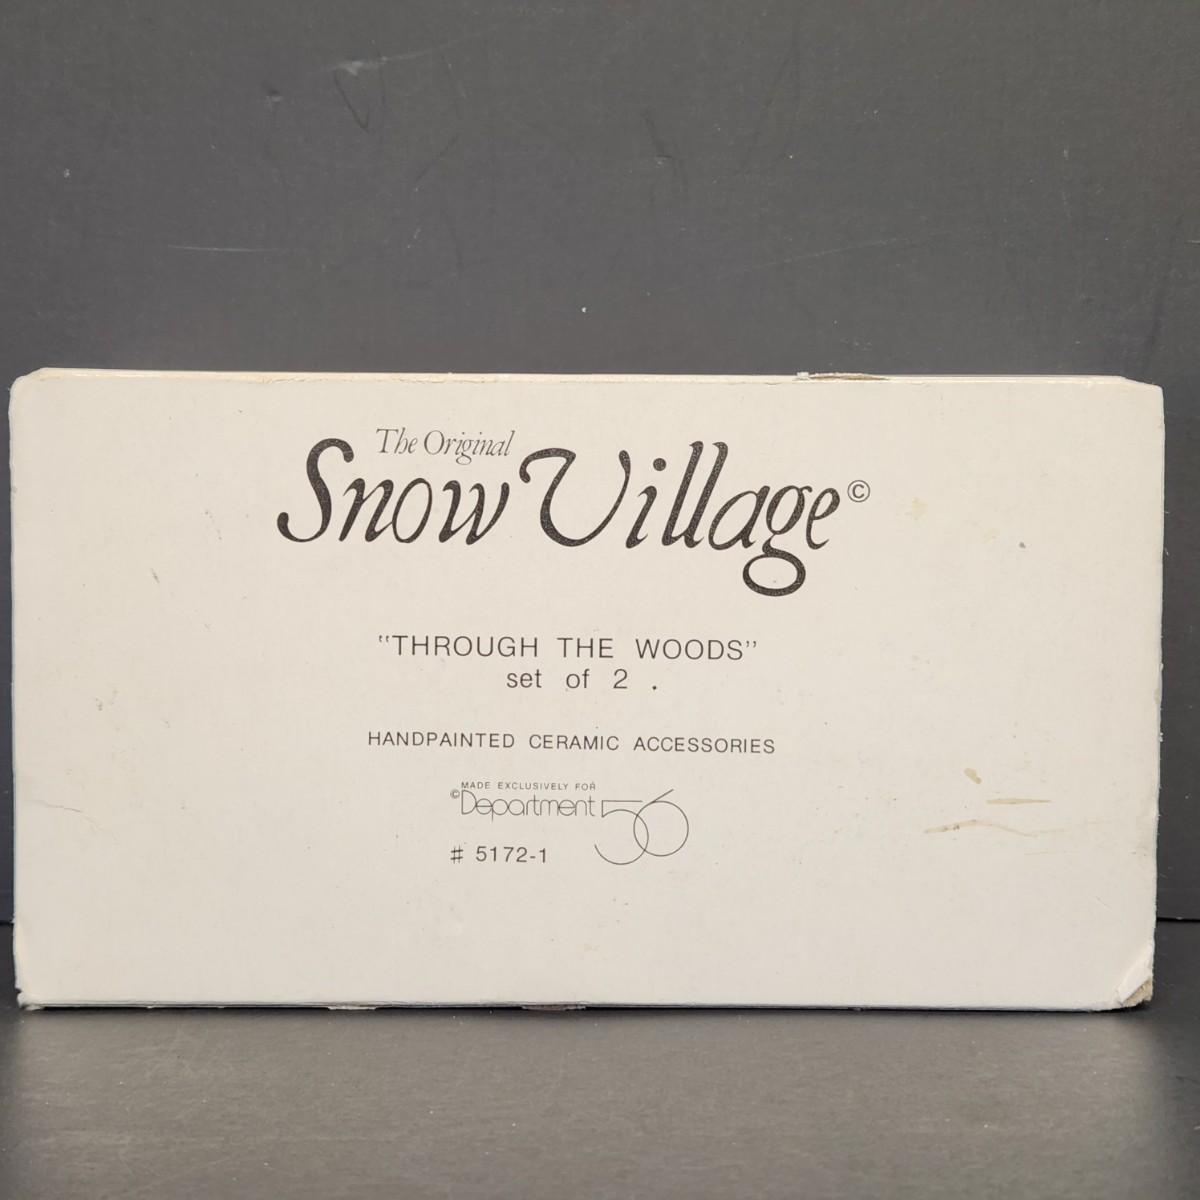 The Original
Snow Village©
"THROUGH THE WOODS"
set of 2 .
HANDPAINTED CERAMIC ACCESSORIES
MADE EXCLUSIVELY FOR
©Department 56
# 5172-1